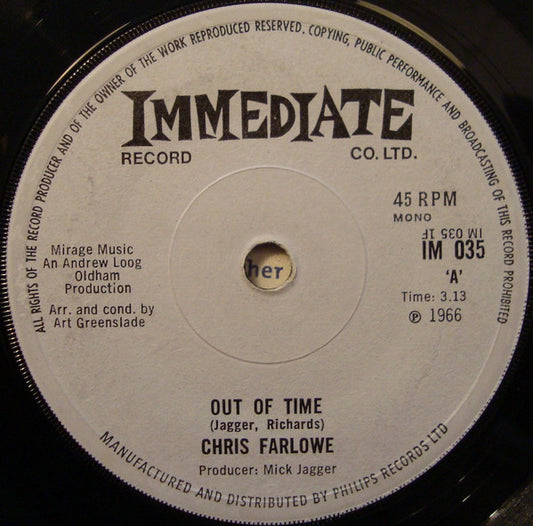 ALL RIGHTS OF THE RECORD PRODUCER AND OF THE OWNER OF THE WORK REPRODUCED RESERVED. COPYING, PUBLIC PERFORMANCE AND BROADCASTING OF THIS RECORD PROHIBITED
IMMEDIATE
RECORD CO. LTD.
45 RPM
MONO
IM 035 1F
IM 035
'A'
Time: 3.13
℗ 1966
Mirage Music
An Andrew Loog
Oldham
Production
Arr. and cond. by
Art Greenslade
her
OUT OF TIME
(Jagger, Richards)
CHRIS FARLOWE
Producer: Mick Jagger
MANUFACTURED AND DISTRIBUTED BY PHILIPS RECORDS LTD